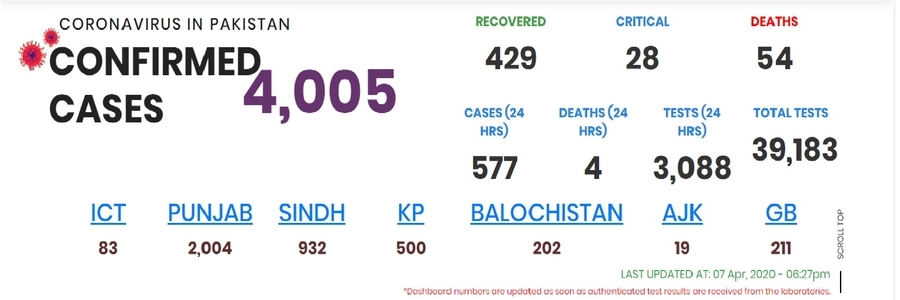 CORONAVIRUS IN PAKISTAN
CONFIRMED
CASES
4,005
RECOVERED CRITICAL DEATHS
429 28 54
CASES (24 HRS) DEATHS (24 HRS) TESTS (24 HRS) TOTAL TESTS
577 4 3,088 39,183
ICT PUNJAB SINDH KP BALOCHISTAN AJK GB
83 2,004 932 500 202 19 211
SCROLL TOP
LAST UPDATED AT: 07 Apr, 2020 - 06:27pm
*Dashboard numbers are updated as soon as authenticated test results are received from the laboratories.